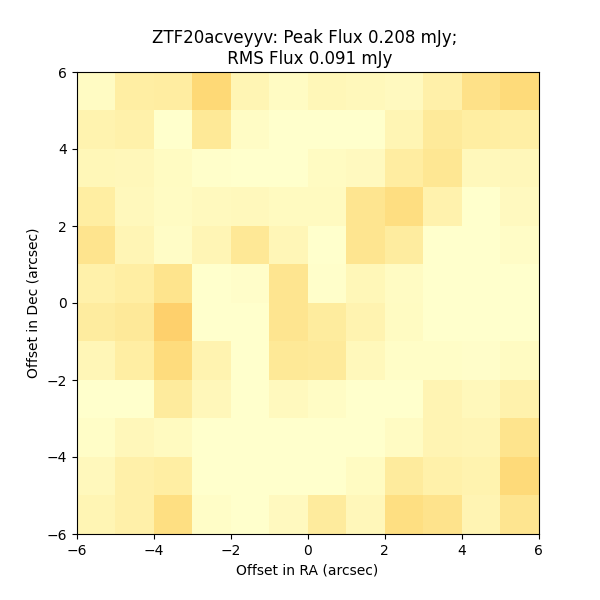 ZTF20acveyyv: Peak Flux 0.208 mJy;
RMS Flux 0.091 mJy
6
4
2
0
−2
−4
−6
Offset in Dec (arcsec)
−6 −4 −2 0 2 4 6
Offset in RA (arcsec)